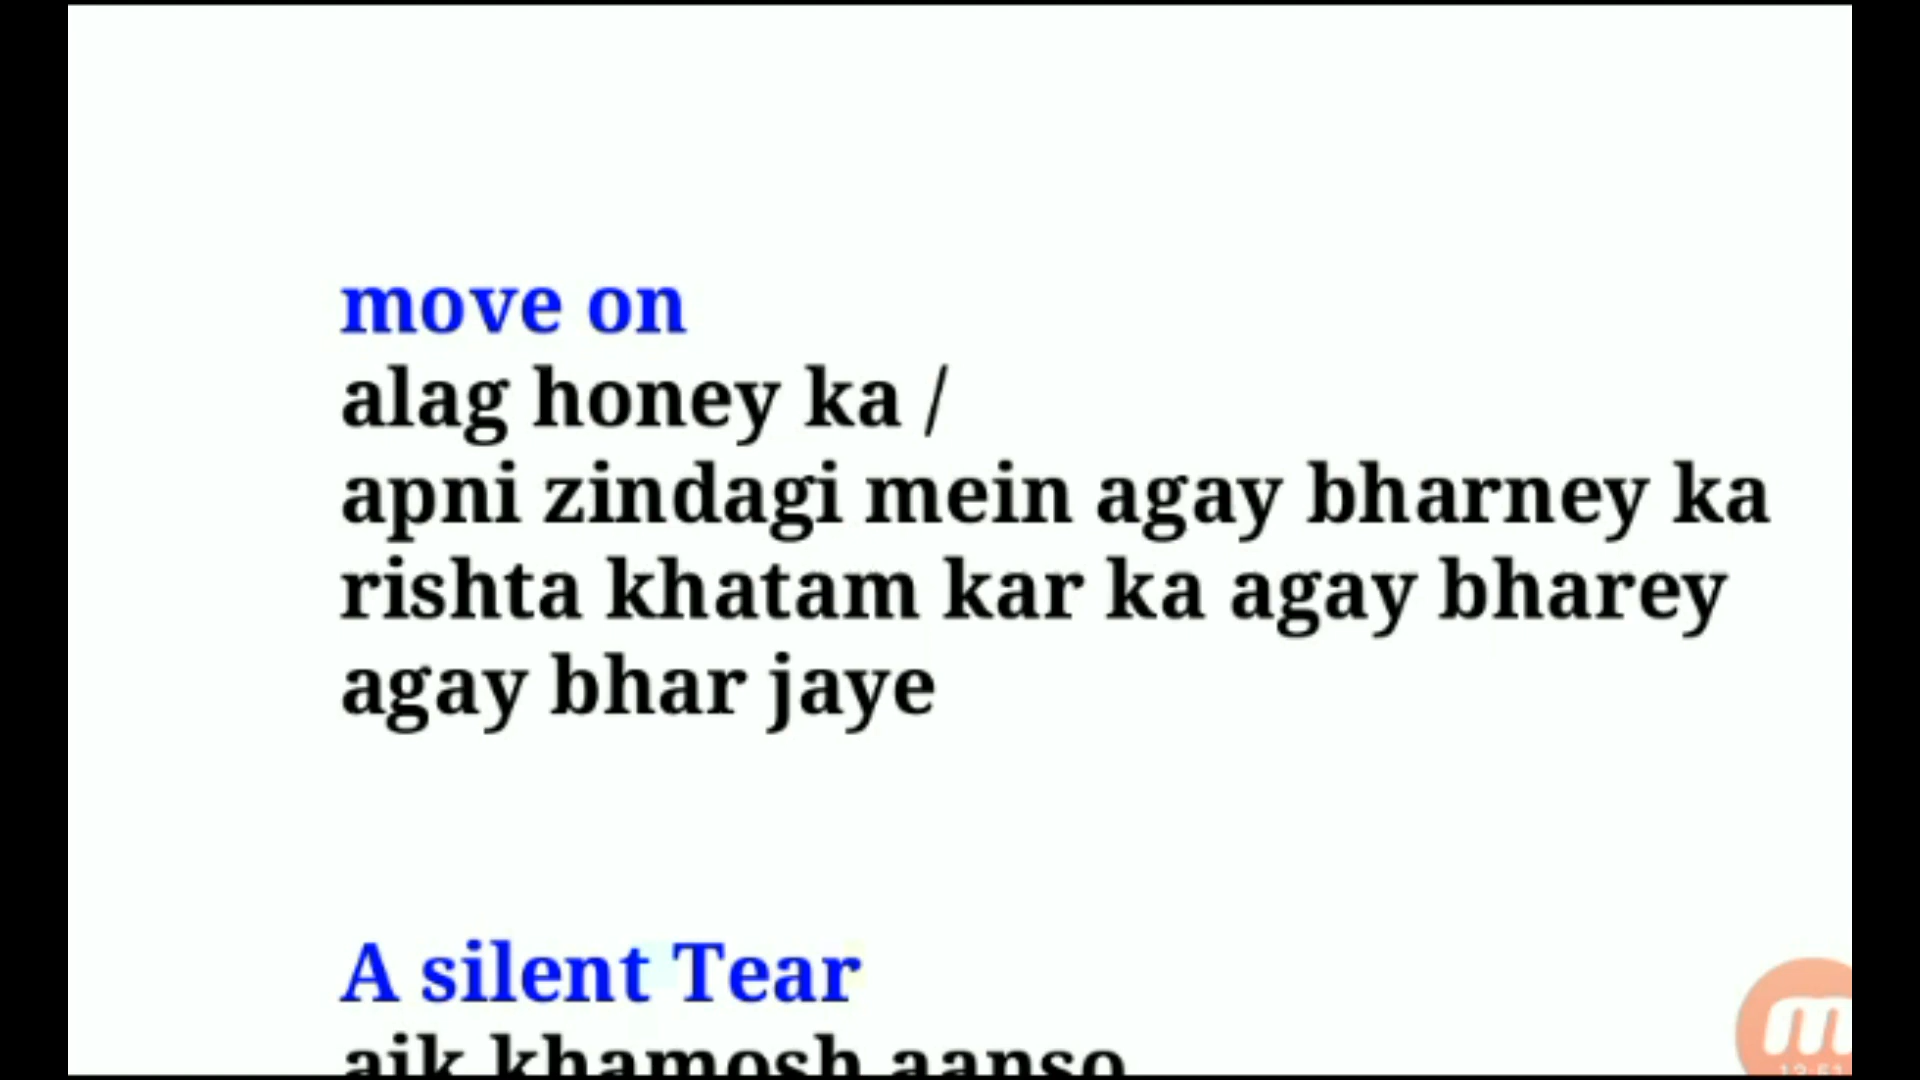 move on
alag honey ka /
apni zindagi mein agay bharney ka
rishta khatam kar ka agay bharey
agay bhar jaye
A silent Tear
aik khamosh aanso
m